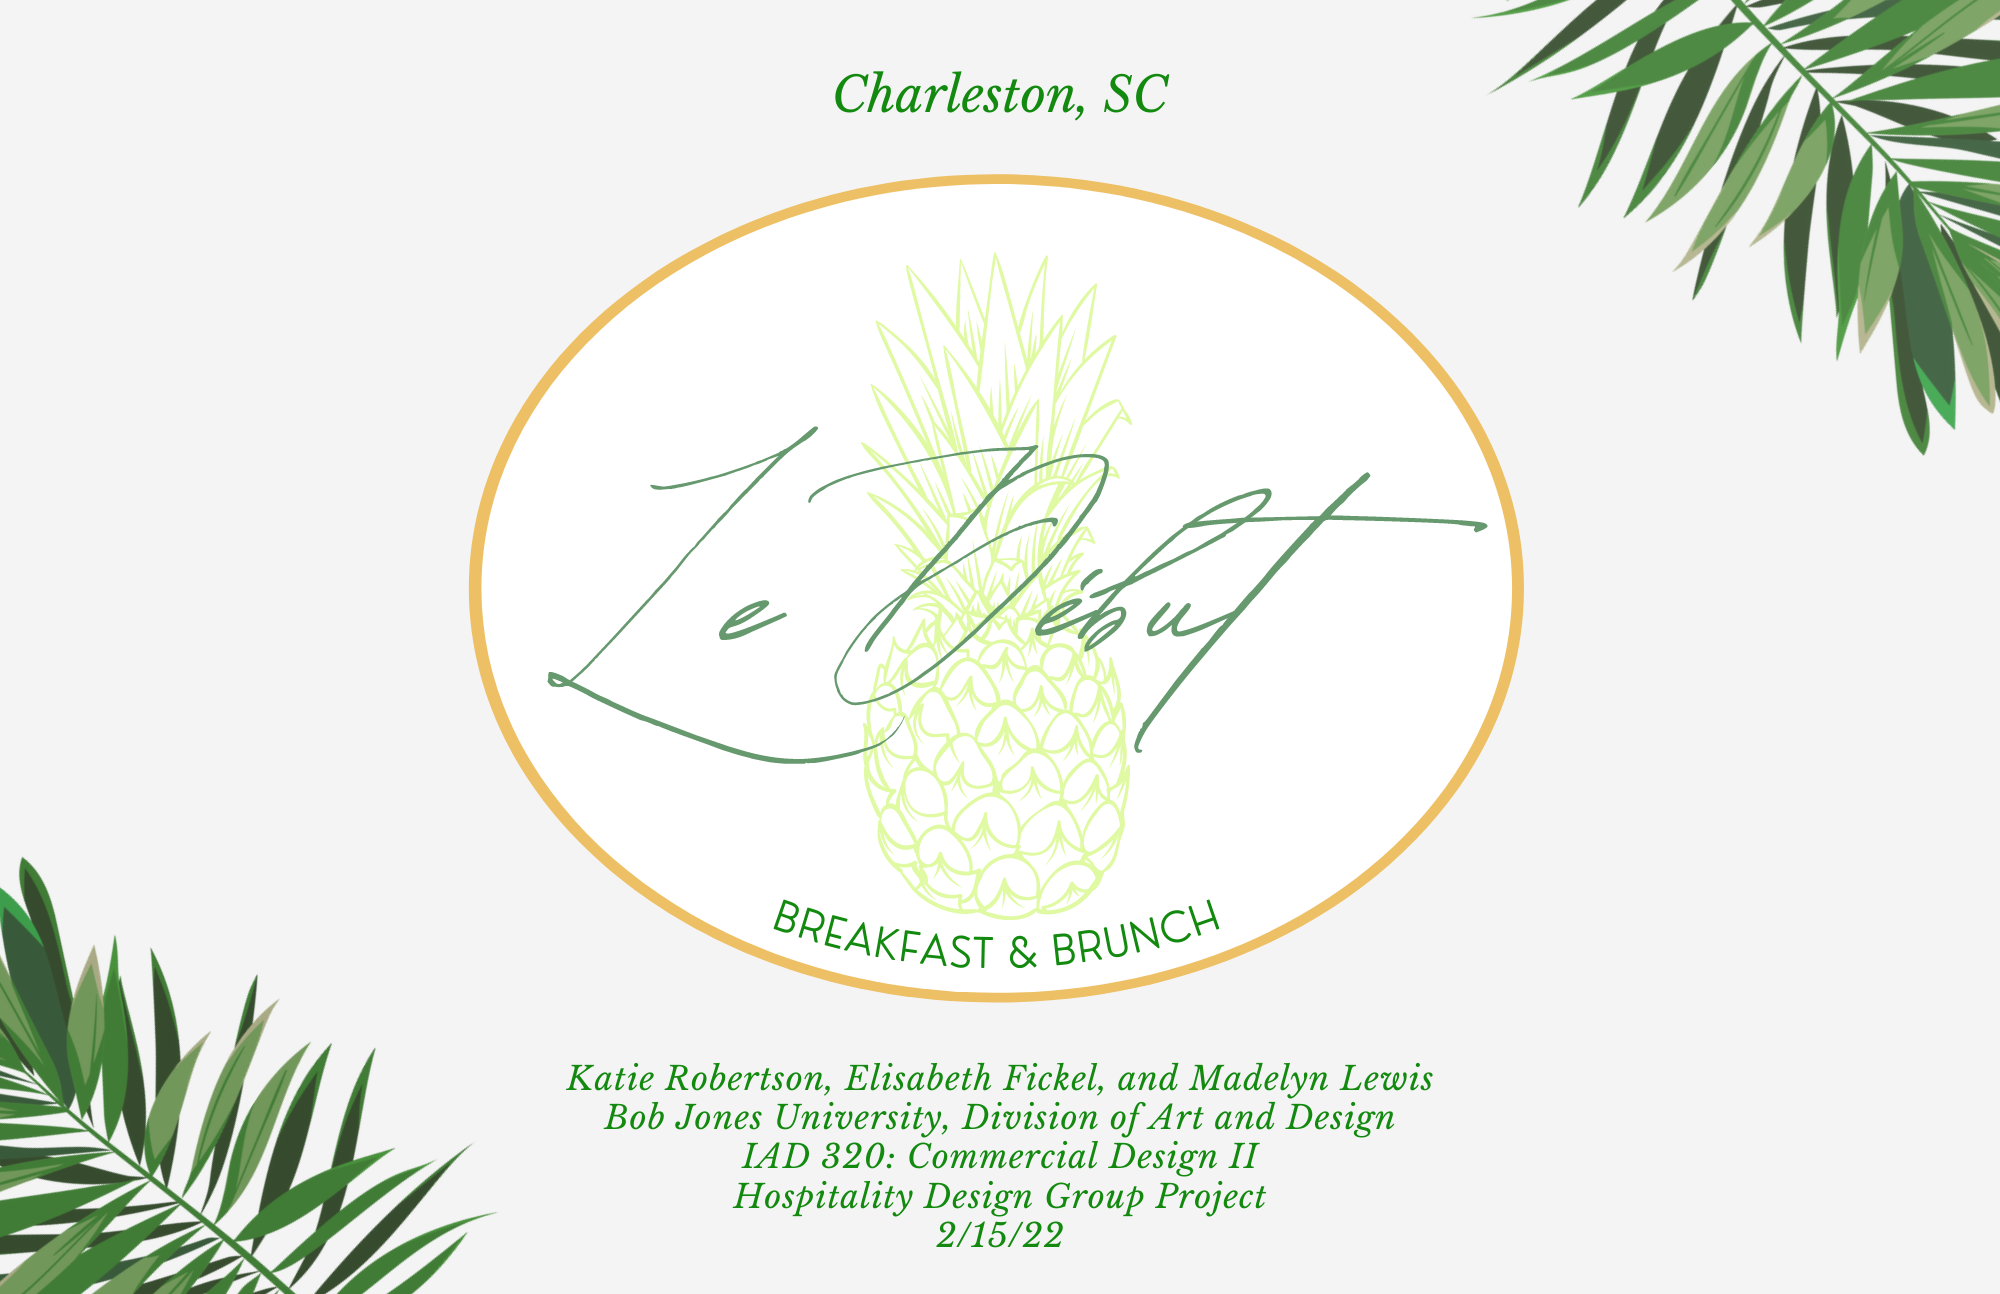 Charleston, SC
Le Début
BREAKFAST & BRUNCH
Katie Robertson, Elisabeth Fickel, and Madelyn Lewis
Bob Jones University, Division of Art and Design
IAD 320: Commercial Design II
Hospitality Design Group Project
2/15/22